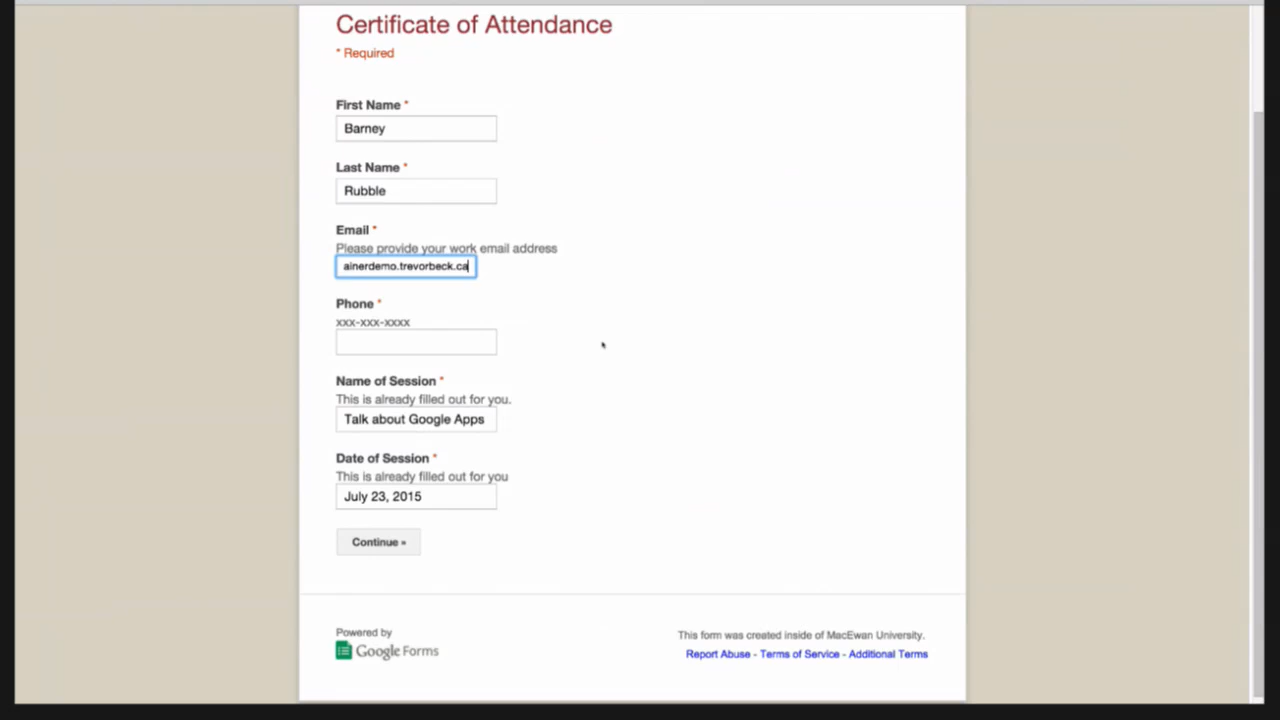 Certificate of Attendance
* Required
First Name *
Barney
Last Name *
Rubble
Email *
Please provide your work email address
ainerdemo.trevorbeck.ca
Phone *
xxx-xxx-xxxx
Name of Session *
This is already filled out for you.
Talk about Google Apps
Date of Session *
This is already filled out for you
July 23, 2015
Continue »
Powered by
Google Forms
This form was created inside of MacEwan University.
Report Abuse - Terms of Service - Additional Terms